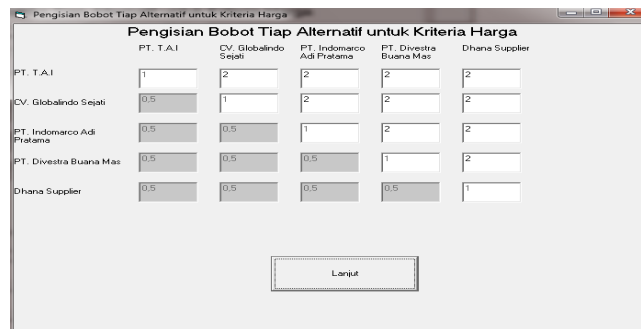 Pengisian Bobot Tiap Alternatif untuk Kriteria Harga
Pengisian Bobot Tiap Alternatif untuk Kriteria Harga
PT. T.A.I CV. Globalindo Sejati PT. Indomarco Adi Pratama PT. Divestra Buana Mas Dhana Supplier
PT. T.A.I 1 2 2 2 2
CV. Globalindo Sejati 0,5 1 2 2 2
PT. Indomarco Adi Pratama 0,5 0,5 1 2 2
PT. Divestra Buana Mas 0,5 0,5 0,5 1 2
Dhana Supplier 0,5 0,5 0,5 0,5 1
Lanjut